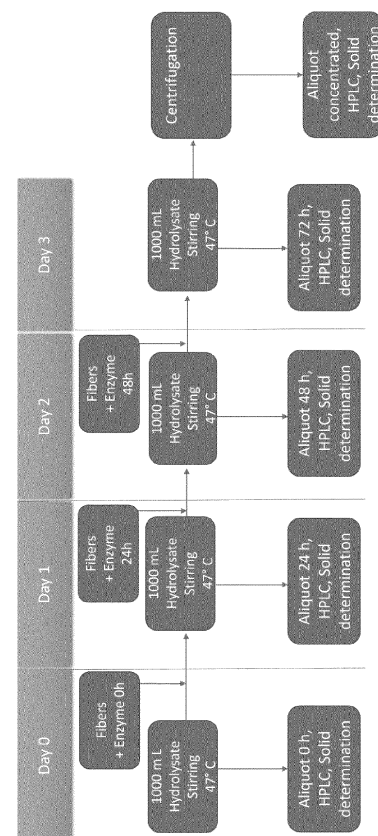 Day 0
Day 1
Day 2
Day 3
Fibers
+ Enzyme 0h
Fibers
+ Enzyme
24h
Fibers
+ Enzyme
48h
1000 mL
Hydrolysate
Stirring
47° C
1000 mL
Hydrolysate
Stirring
47° C
1000 mL
Hydrolysate
Stirring
47° C
1000 mL
Hydrolysate
Stirring
47° C
Centrifugation
Aliquot 0 h,
HPLC, Solid
determination
Aliquot 24 h,
HPLC, Solid
determination
Aliquot 48 h,
HPLC, Solid
determination
Aliquot 72 h,
HPLC, Solid
determination
Aliquot
concentrated,
HPLC, Solid
determination